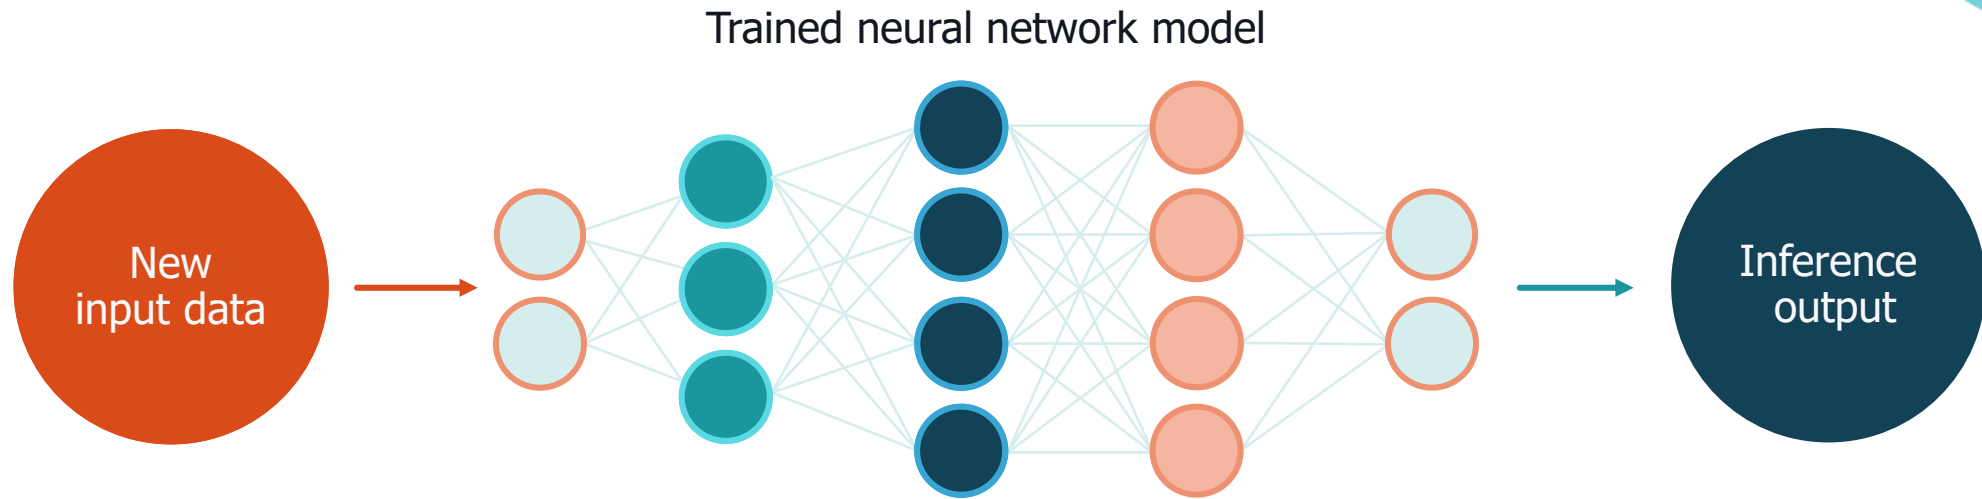 Trained neural network model
New
input data
Inference
output